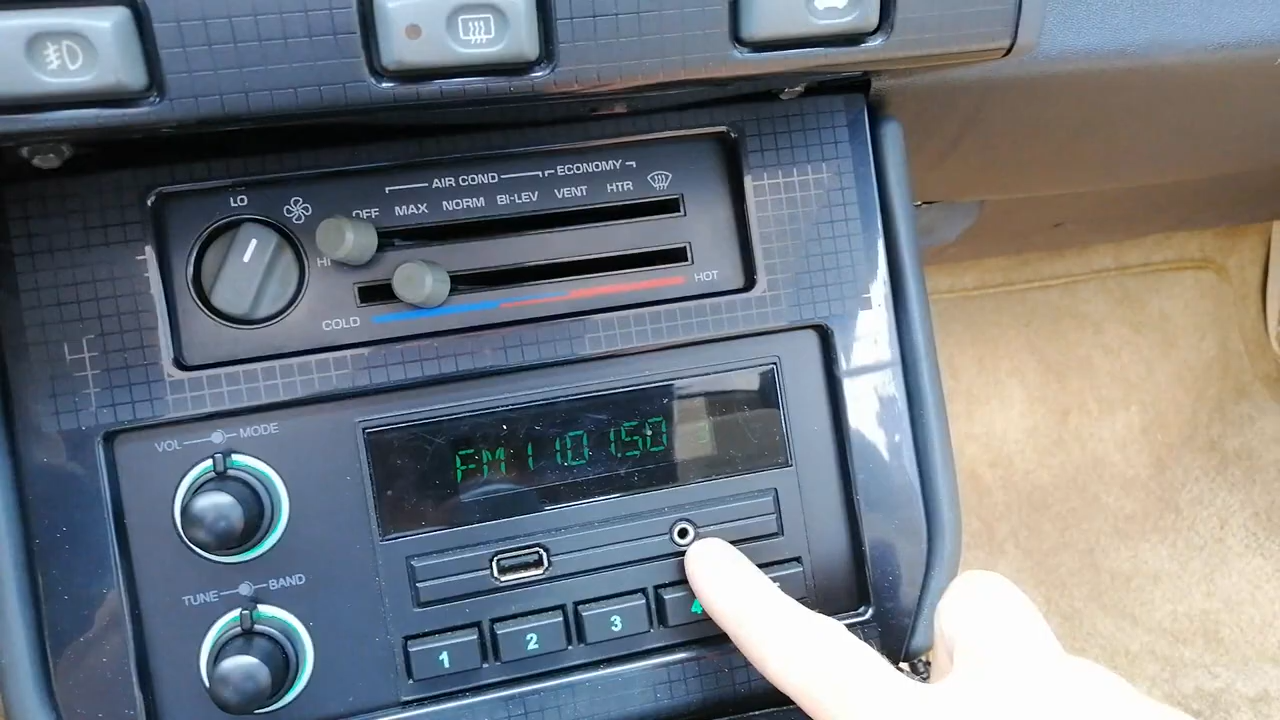 LO
AIR COND
ECONOMY
OFF MAX NORM BI-LEV VENT HTR
HI
HOT
COLD
VOL MODE
FM1 101.50
TUNE BAND
1 2 3 4